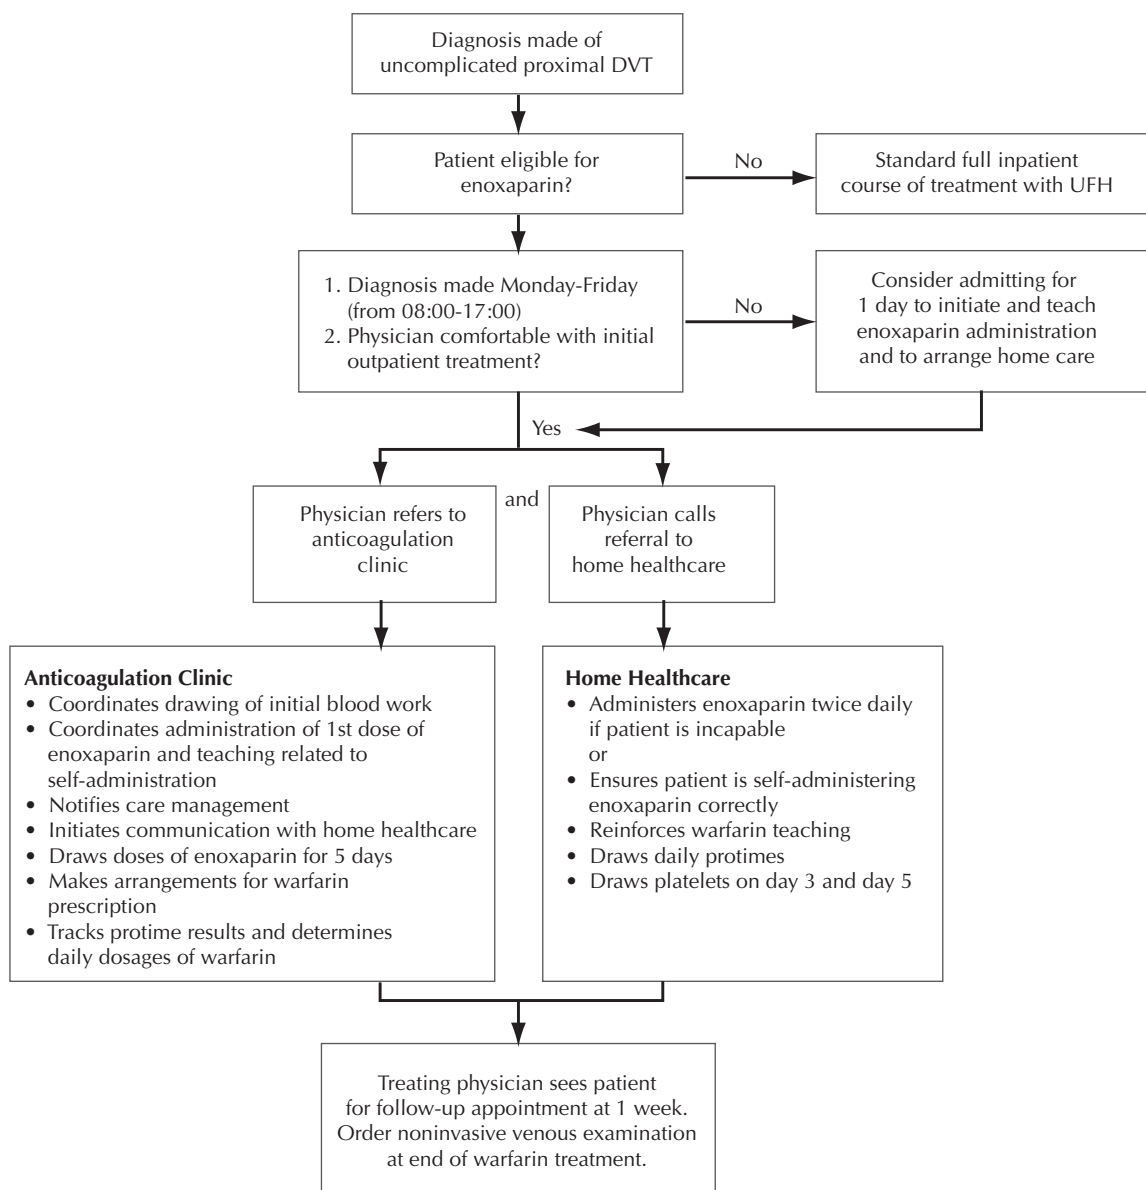 Diagnosis made of
uncomplicated proximal DVT
Patient eligible for
enoxaparin?
No
Standard full inpatient
course of treatment with UFH
1. Diagnosis made Monday-Friday
(from 08:00-17:00)
2. Physician comfortable with initial
outpatient treatment?
No
Consider admitting for
1 day to initiate and teach
enoxaparin administration
and to arrange home care
Yes
Physician refers to
anticoagulation
clinic
and
Physician calls
referral to
home healthcare
Anticoagulation Clinic
• Coordinates drawing of initial blood work
• Coordinates administration of 1st dose of
enoxaparin and teaching related to
self-administration
• Notifies care management
• Initiates communication with home healthcare
• Draws doses of enoxaparin for 5 days
• Makes arrangements for warfarin
prescription
• Tracks protime results and determines
daily dosages of warfarin
Home Healthcare
• Administers enoxaparin twice daily
if patient is incapable
or
• Ensures patient is self-administering
enoxaparin correctly
• Reinforces warfarin teaching
• Draws daily protimes
• Draws platelets on day 3 and day 5
Treating physician sees patient
for follow-up appointment at 1 week.
Order noninvasive venous examination
at end of warfarin treatment.